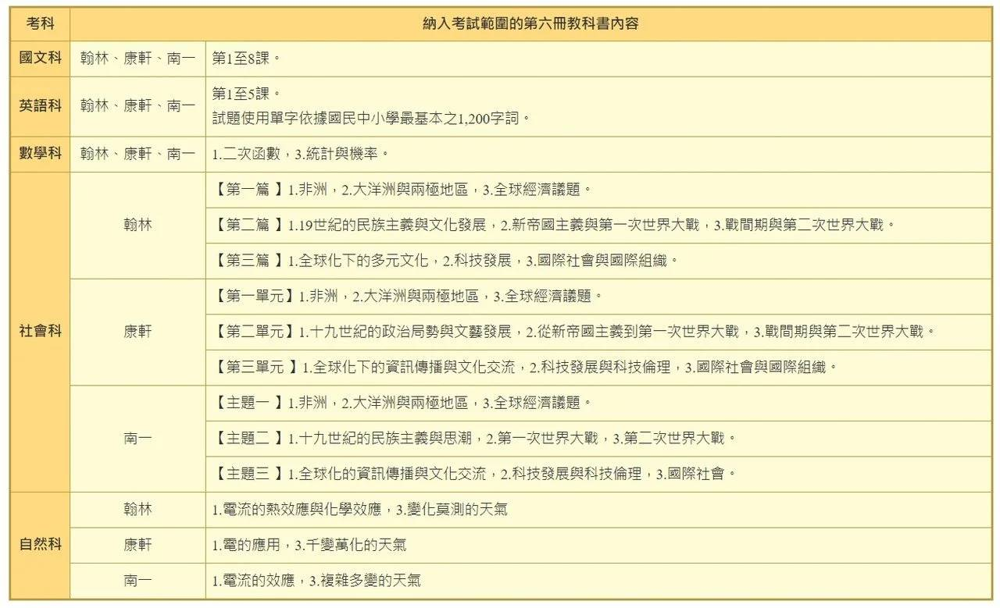 考科 納入考試範圍的第六冊教科書內容
國文科 翰林、康軒、南一 第1至8課。
英語科 翰林、康軒、南一 第1至5課。
試題使用單字依據國民中小學最基本之1,200字詞。
數學科 翰林、康軒、南一 1.二次函數，3.統計與機率。
社會科
翰林
【第一篇 】1.非洲，2.大洋洲與兩極地區，3.全球經濟議題。
【第二篇 】1.19世紀的民族主義與文化發展，2.新帝國主義與第一次世界大戰，3.戰間期與第二次世界大戰。
【第三篇 】1.全球化下的多元文化，2.科技發展，3.國際社會與國際組織。
康軒
【第一單元】1.非洲，2.大洋洲與兩極地區，3.全球經濟議題。
【第二單元】1.十九世紀的政治局勢與文藝發展，2.從新帝國主義到第一次世界大戰，3.戰間期與第二次世界大戰。
【第三單元 】1.全球化下的資訊傳播與文化交流，2.科技發展與科技倫理，3.國際社會與國際組織。
南一
【主題一 】1.非洲，2.大洋洲與兩極地區，3.全球經濟議題。
【主題二 】1.十九世紀的民族主義與思潮，2.第一次世界大戰，3.第二次世界大戰。
【主題三 】1.全球化的資訊傳播與文化交流，2.科技發展與科技倫理，3.國際社會。
自然科
翰林 1.電流的熱效應與化學效應，3.變化莫測的天氣
康軒 1.電的應用，3.千變萬化的天氣
南一 1.電流的效應，3.複雜多變的天氣